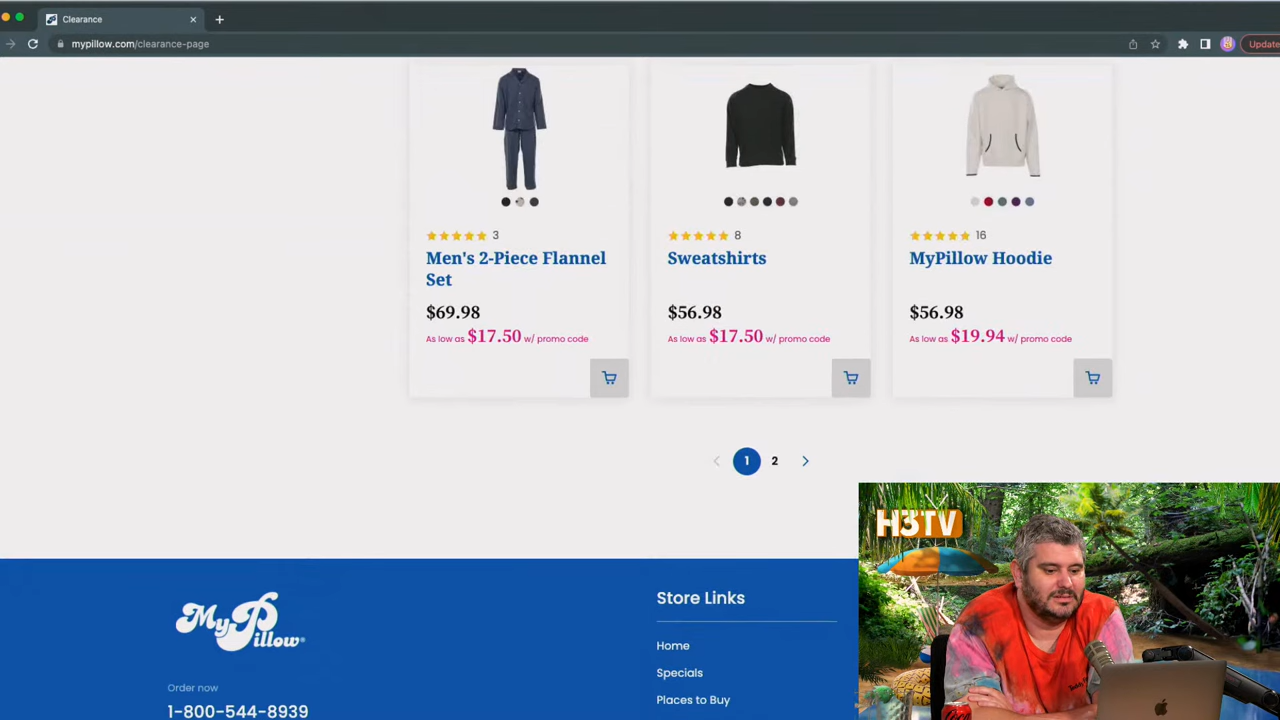 Clearance
mypillow.com/clearance-page
Update
3
8
16
Men's 2-Piece Flannel
Set
Sweatshirts
MyPillow Hoodie
$69.98
$56.98
$56.98
As low as $17.50 w/ promo code
As low as $17.50 w/ promo code
As low as $19.94 w/ promo code
1
2
H3TV
MyPillow®
Store Links
Home
Specials
Places to Buy
Order now
1-800-544-8939